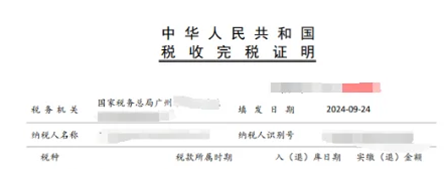 中华人民共和国
税收完税证明
税务机关 国家税务总局广州 填发日期 2024-09-24
纳税人名称 纳税人识别号
税种 税款所属时期 入（退）库日期 实缴（退）金额